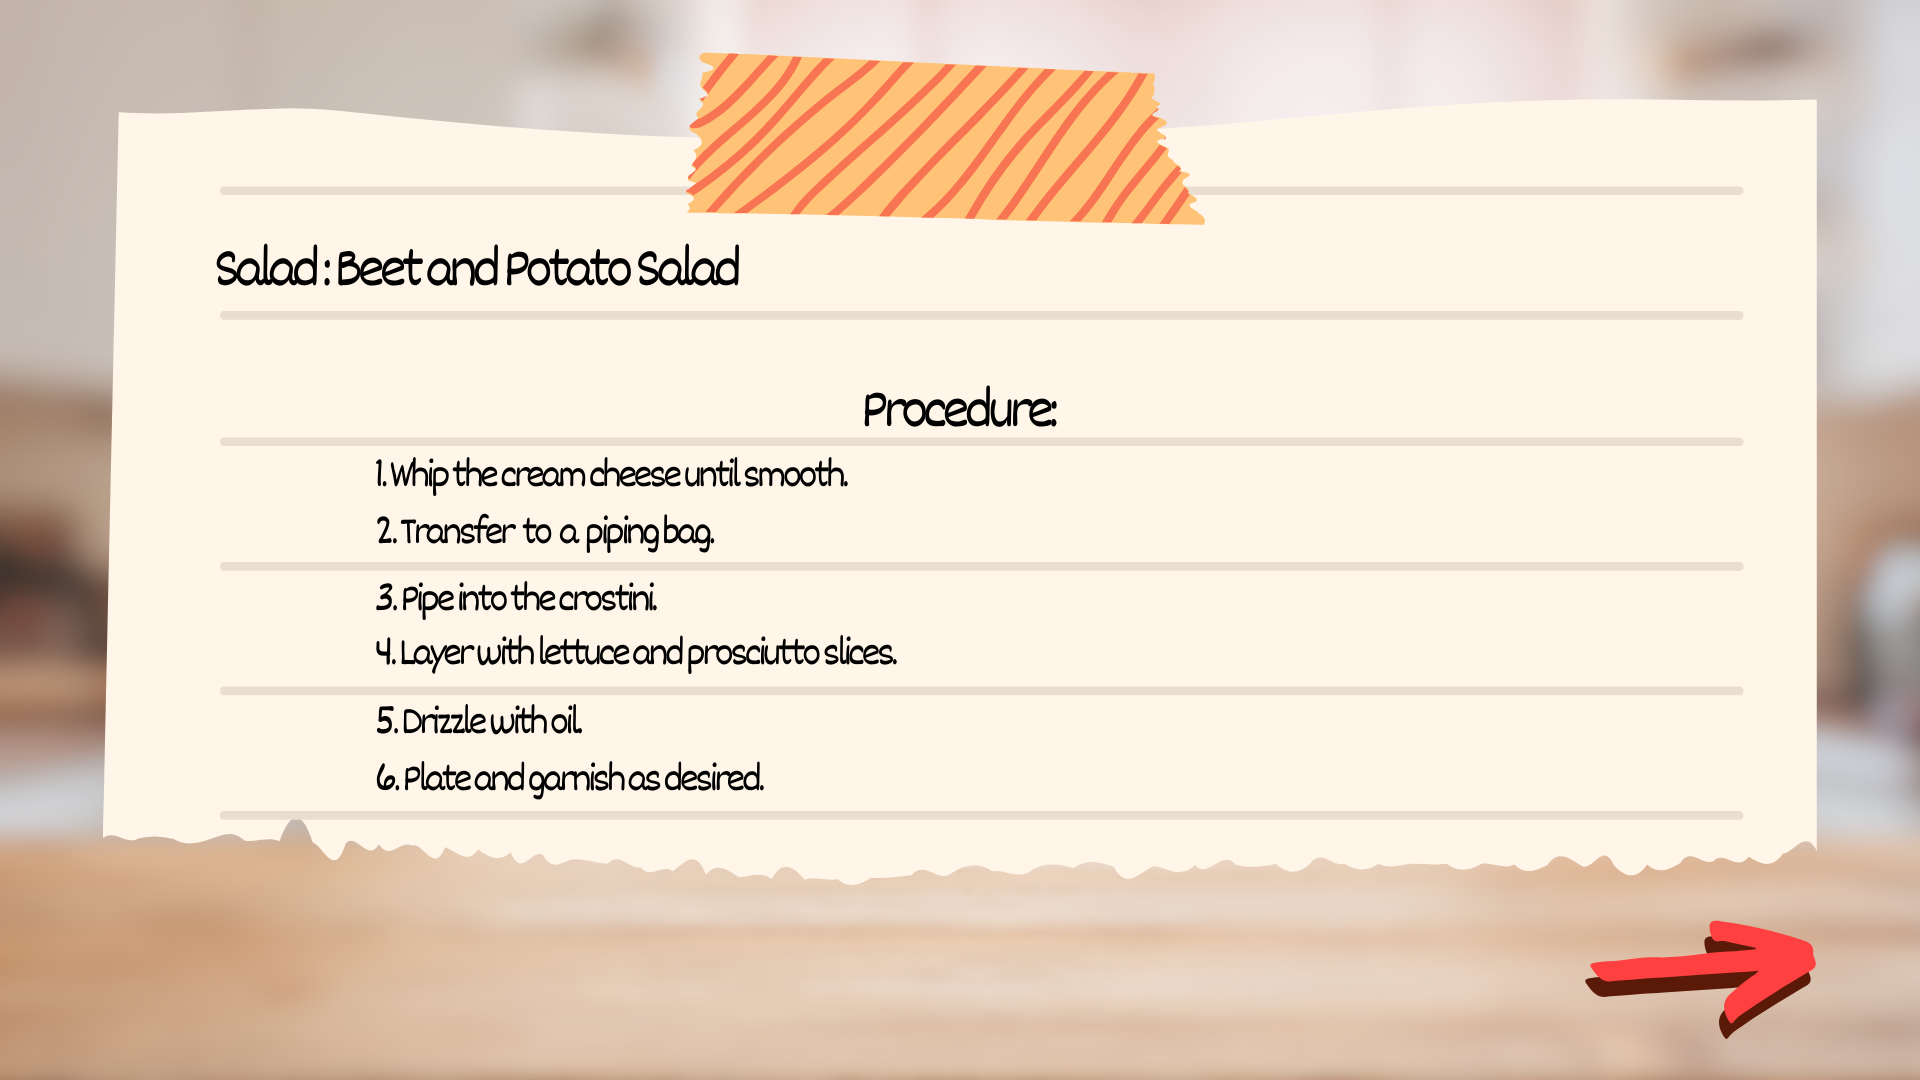 Salad : Beet and Potato Salad
Procedure:
1. Whip the cream cheese until smooth.
2. Transfer to a piping bag.
3. Pipe into the crostini.
4. Layer with lettuce and prosciutto slices.
5. Drizzle with oil.
6. Plate and garnish as desired.